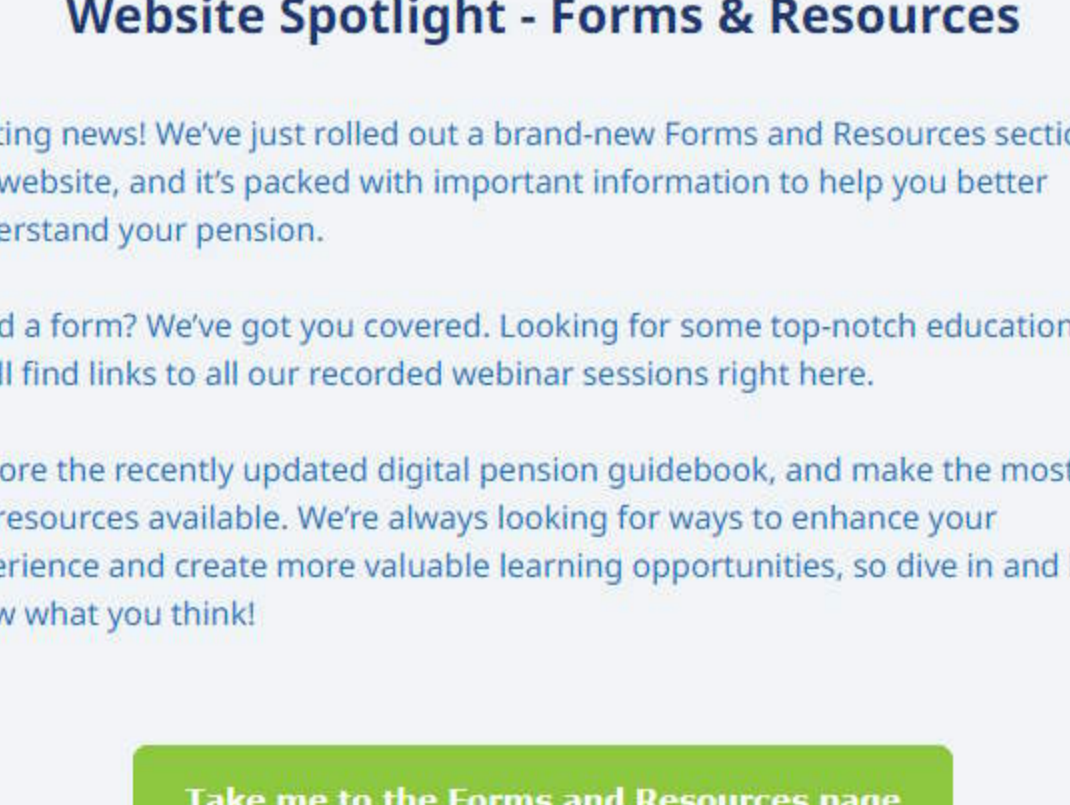 Website Spotlight - Forms & Resources
ting news! We've just rolled out a brand-new Forms and Resources sectio
website, and it's packed with important information to help you better
erstand your pension.
d a form? We've got you covered. Looking for some top-notch education
ll find links to all our recorded webinar sessions right here.
ore the recently updated digital pension guidebook, and make the most
resources available. We're always looking for ways to enhance your
erience and create more valuable learning opportunities, so dive in and
w what you think!
Take me to the Forms and Resources page